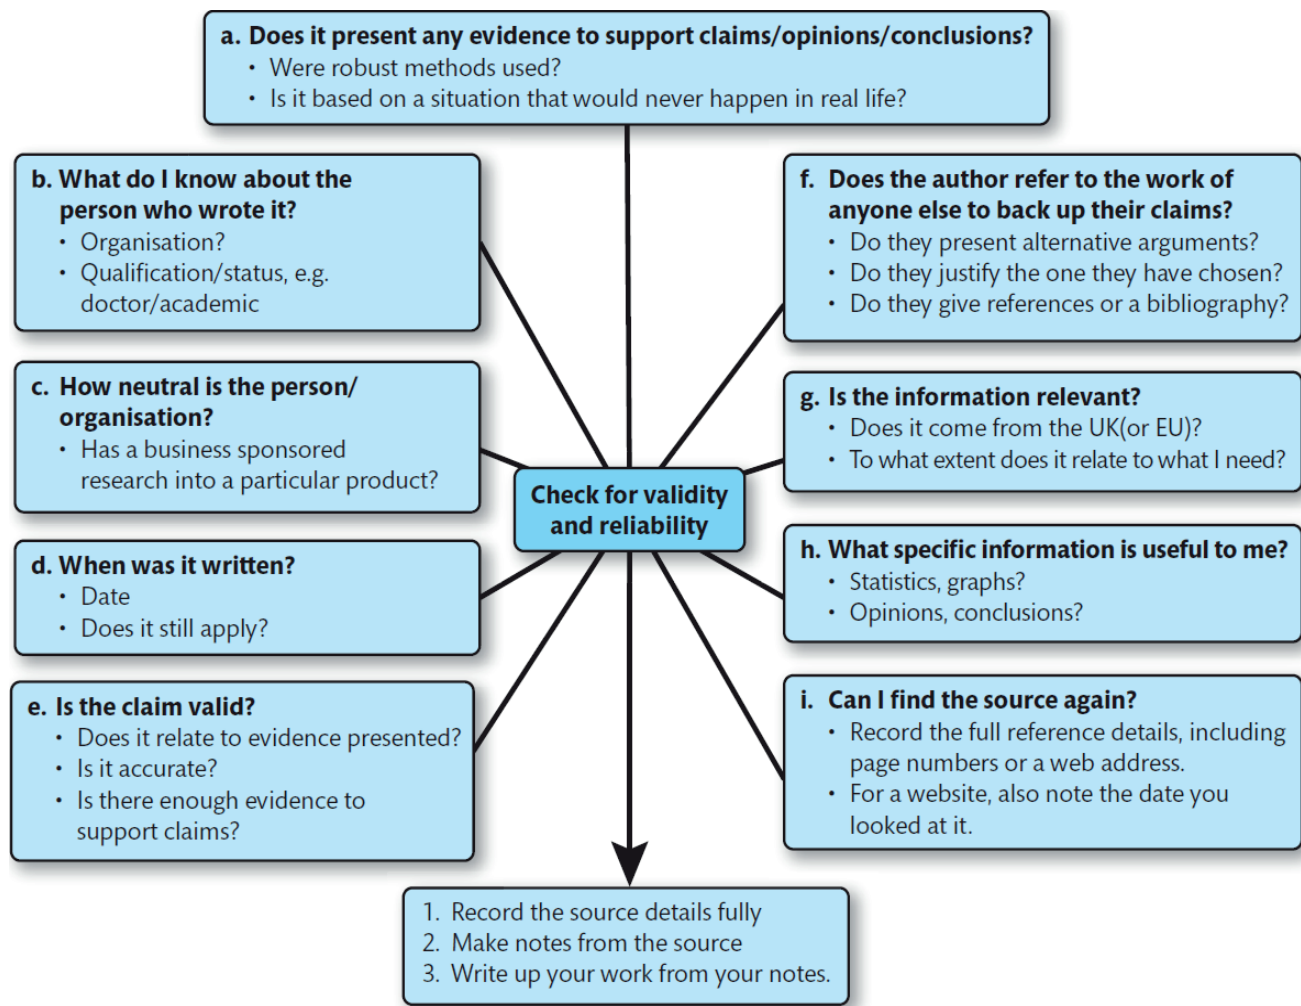 a. Does it present any evidence to support claims/opinions/conclusions?
• Were robust methods used?
• Is it based on a situation that would never happen in real life?
b. What do I know about the
person who wrote it?
• Organisation?
• Qualification/status, e.g.
doctor/academic
c. How neutral is the person/
organisation?
• Has a business sponsored
research into a particular product?
d. When was it written?
• Date
• Does it still apply?
e. Is the claim valid?
• Does it relate to evidence presented?
• Is it accurate?
• Is there enough evidence to
support claims?
Check for validity
and reliability
f. Does the author refer to the work of
anyone else to back up their claims?
• Do they present alternative arguments?
• Do they justify the one they have chosen?
• Do they give references or a bibliography?
g. Is the information relevant?
• Does it come from the UK(or EU)?
• To what extent does it relate to what I need?
h. What specific information is useful to me?
• Statistics, graphs?
• Opinions, conclusions?
i. Can I find the source again?
• Record the full reference details, including
page numbers or a web address.
• For a website, also note the date you
looked at it.
1. Record the source details fully
2. Make notes from the source
3. Write up your work from your notes.